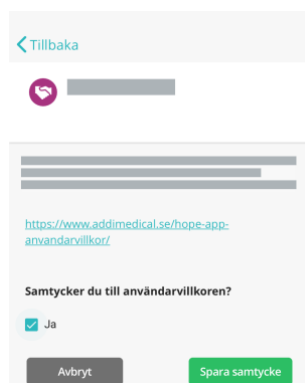 Tillbaka
https://www.addimedical.se/hope-app-
anvandarvillkor/
Samtycker du till användarvillkoren?
Ja
Avbryt Spara samtycke